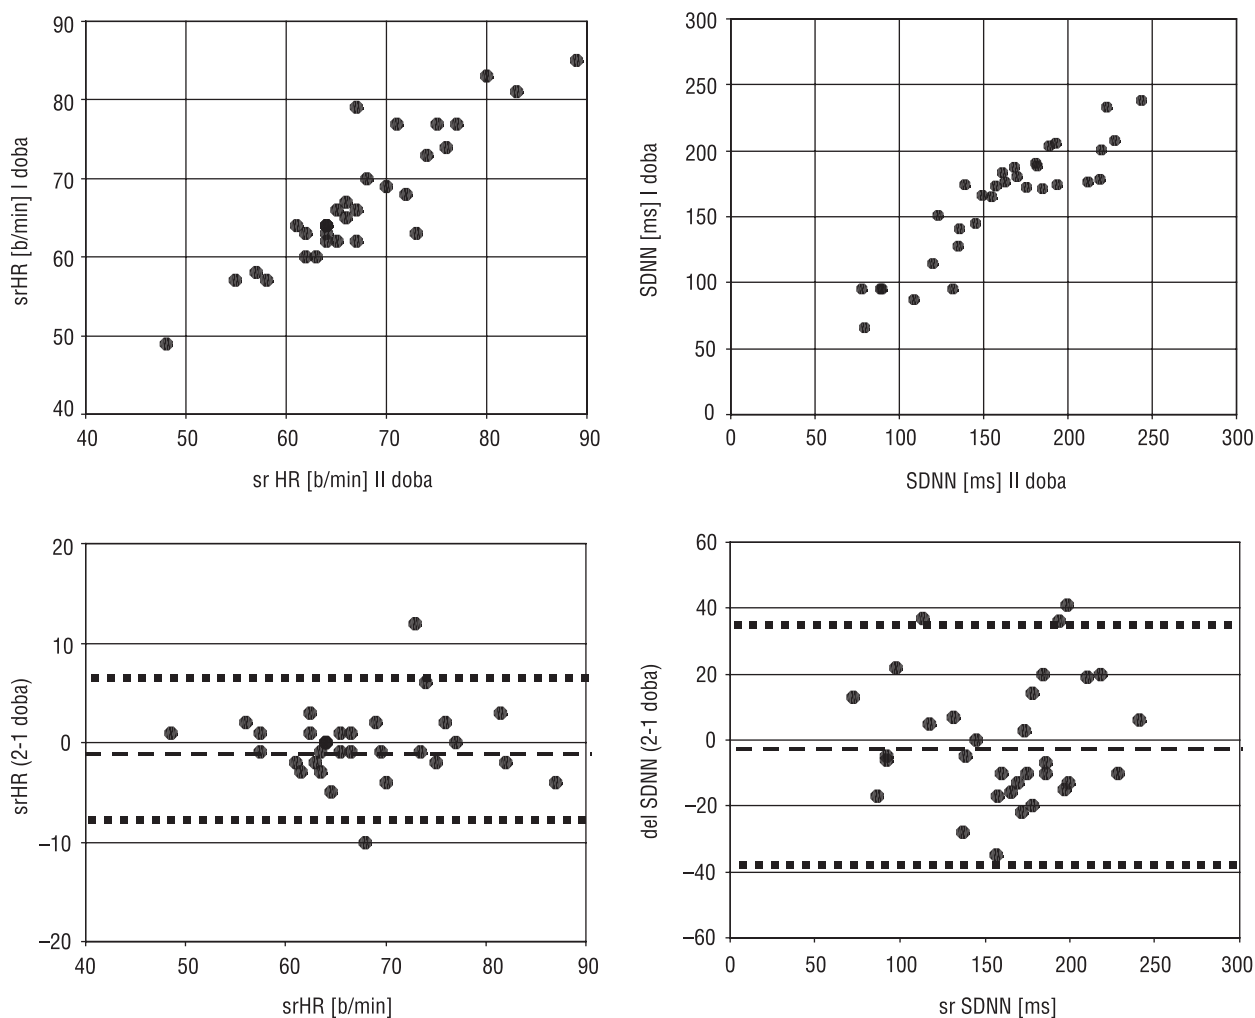 90
80
70
60
50
40
srHR [b/min] I doba
40 50 60 70 80 90
sr HR [b/min] II doba
300
250
200
150
100
50
0
SDNN [ms] I doba
0 50 100 150 200 250 300
SDNN [ms] II doba
20
10
0
–10
–20
srHR (2-1 doba)
40 50 60 70 80 90
srHR [b/min]
60
40
20
0
–20
–40
–60
del SDNN (2-1 doba)
0 50 100 150 200 250 300
sr SDNN [ms]